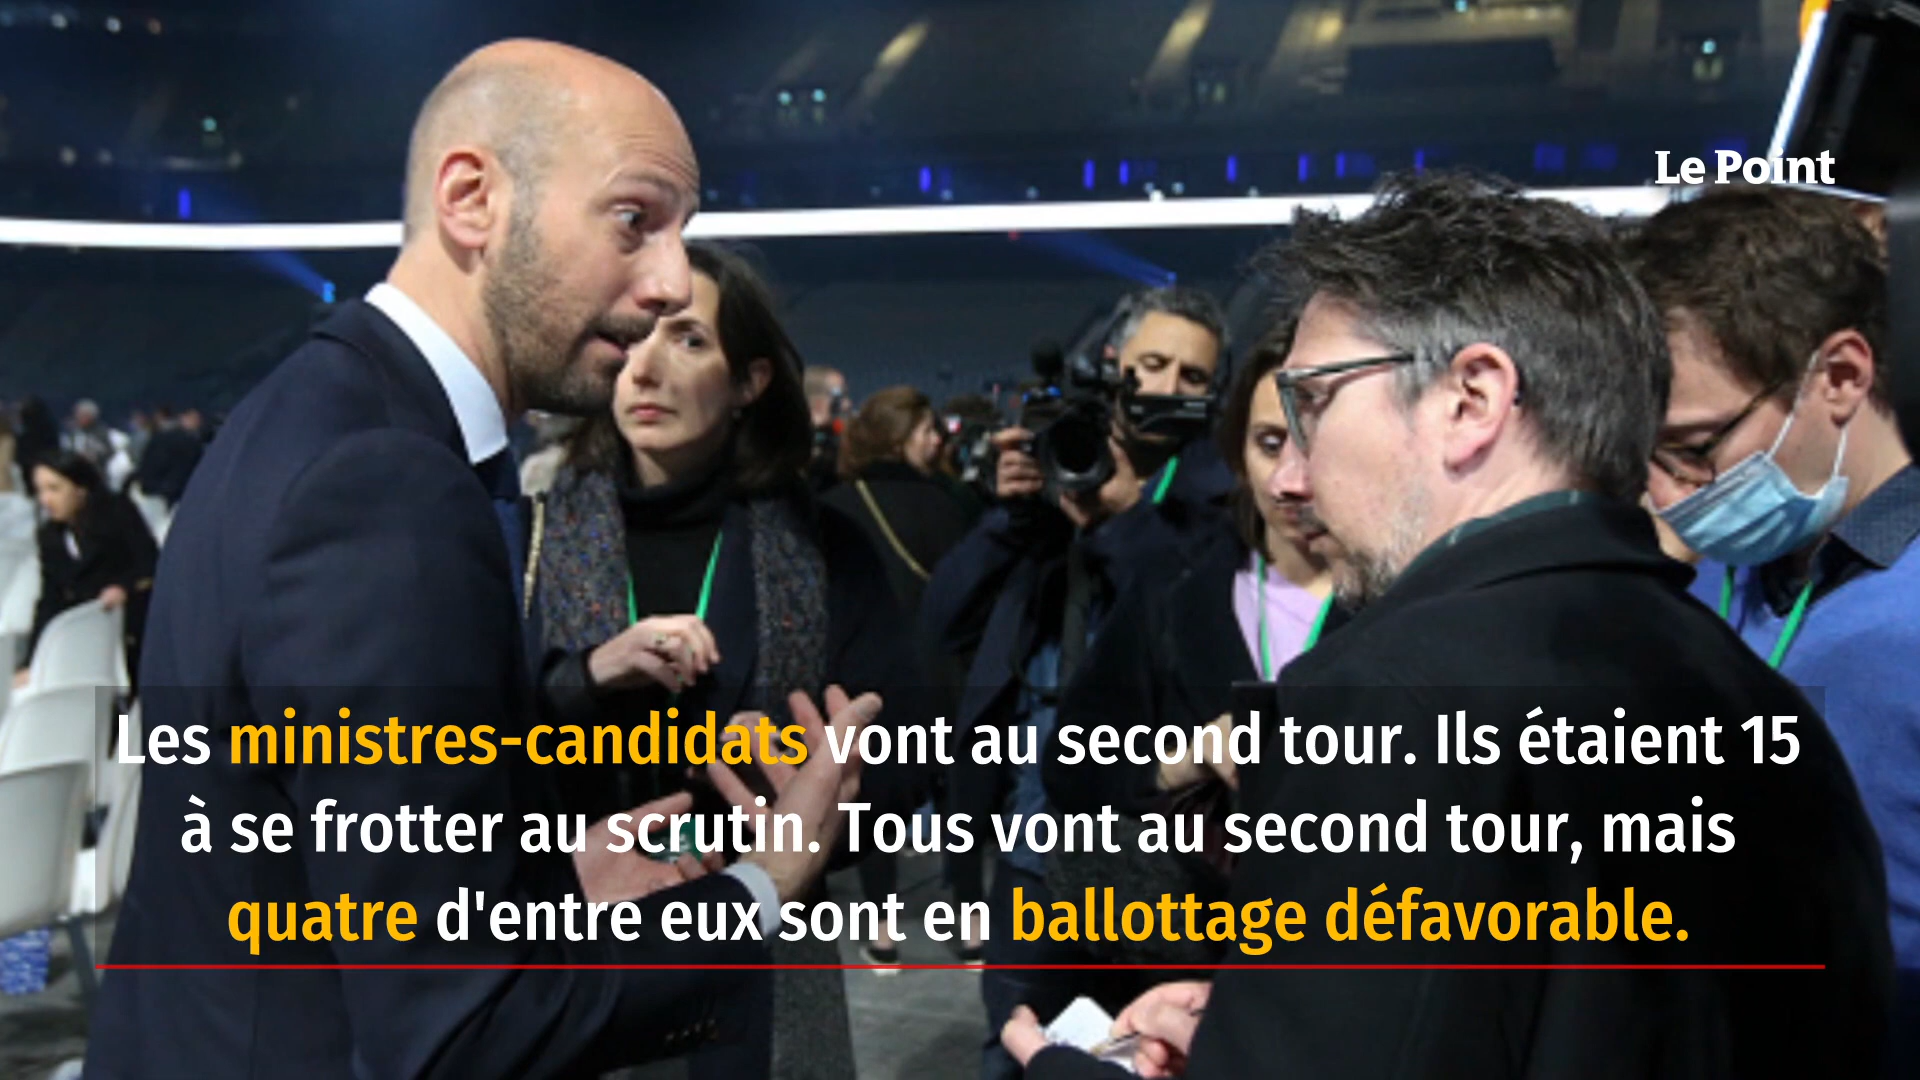 Le Point
Les ministres-candidats vont au second tour. Ils étaient 15
à se frotter au scrutin. Tous vont au second tour, mais
quatre d'entre eux sont en ballottage défavorable.